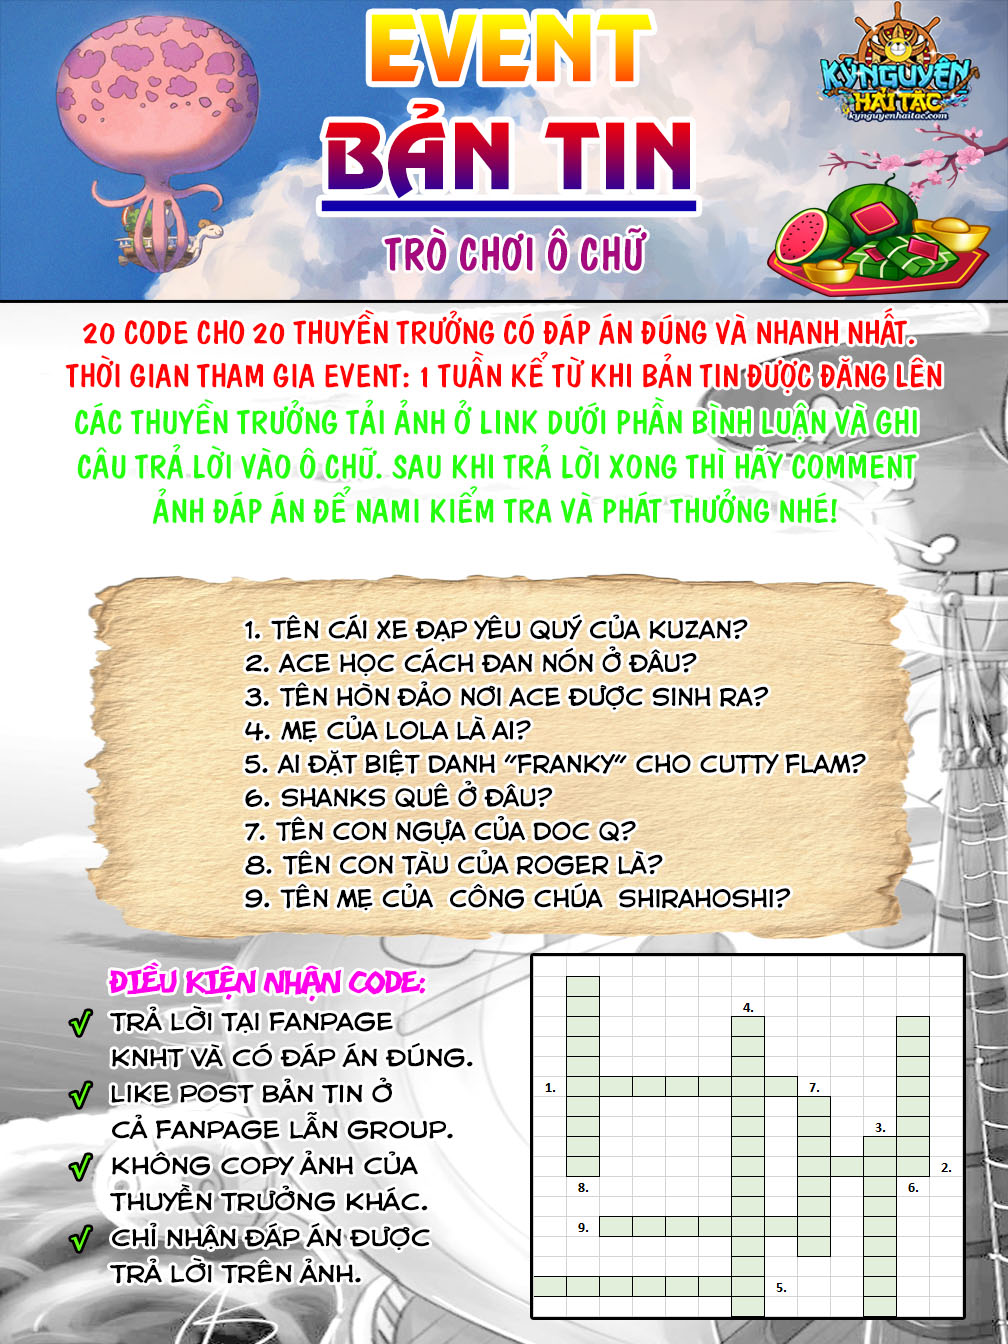 EVENT
BẢN TIN
TRÒ CHƠI Ô CHỮ
KỶ NGUYÊN
HẢI TẶC
kynguyenhaitac.com
20 CODE CHO 20 THUYỀN TRƯỞNG CÓ ĐÁP ÁN ĐÚNG VÀ NHANH NHẤT.
THỜI GIAN THAM GIA EVENT: 1 TUẦN KỂ TỪ KHI BẢN TIN ĐƯỢC ĐĂNG LÊN
CÁC THUYỀN TRƯỞNG TẢI ẢNH Ở LINK DƯỚI PHẦN BÌNH LUẬN VÀ GHI
CÂU TRẢ LỜI VÀO Ô CHỮ. SAU KHI TRẢ LỜI XONG THÌ HÃY COMMENT
ẢNH ĐÁP ÁN ĐỂ NAMI KIỂM TRA VÀ PHÁT THƯỞNG NHÉ!
1. TÊN CÁI XE ĐẠP YÊU QUÝ CỦA KUZAN?
2. ACE HỌC CÁCH ĐAN NÓN Ở ĐÂU?
3. TÊN HÒN ĐẢO NƠI ACE ĐƯỢC SINH RA?
4. MẸ CỦA LOLA LÀ AI?
5. AI ĐẶT BIỆT DANH "FRANKY" CHO CUTTY FLAM?
6. SHANKS QUÊ Ở ĐÂU?
7. TÊN CON NGỰA CỦA DOC Q?
8. TÊN CON TÀU CỦA ROGER LÀ?
9. TÊN MẸ CỦA CÔNG CHÚA SHIRAHOSHI?
ĐIỀU KIỆN NHẬN CODE:
√ TRẢ LỜI TẠI FANPAGE
KNHT VÀ CÓ ĐÁP ÁN ĐÚNG.
√ LIKE POST BẢN TIN Ở
CẢ FANPAGE LẪN GROUP.
√ KHÔNG COPY ẢNH CỦA
THUYỀN TRƯỞNG KHÁC.
√ CHỈ NHẬN ĐÁP ÁN ĐƯỢC
TRẢ LỜI TRÊN ẢNH.
4.
1.
7.
3.
2.
8.
6.
9.
5.